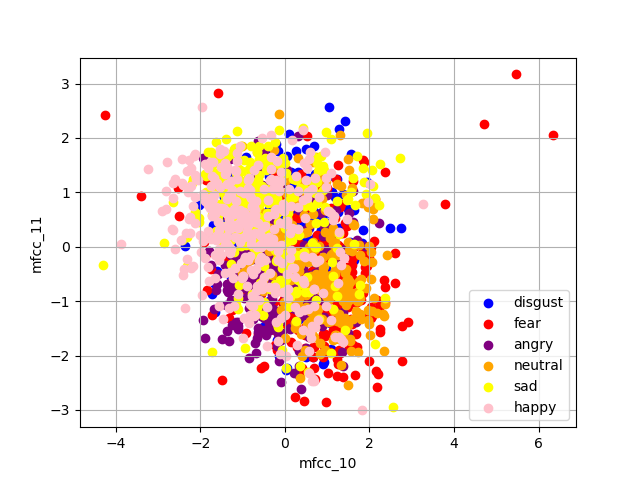 3
2
1
0
−1
−2
−3
mfcc_11
−4
−2
0
2
4
6
mfcc_10
disgust
fear
angry
neutral
sad
happy